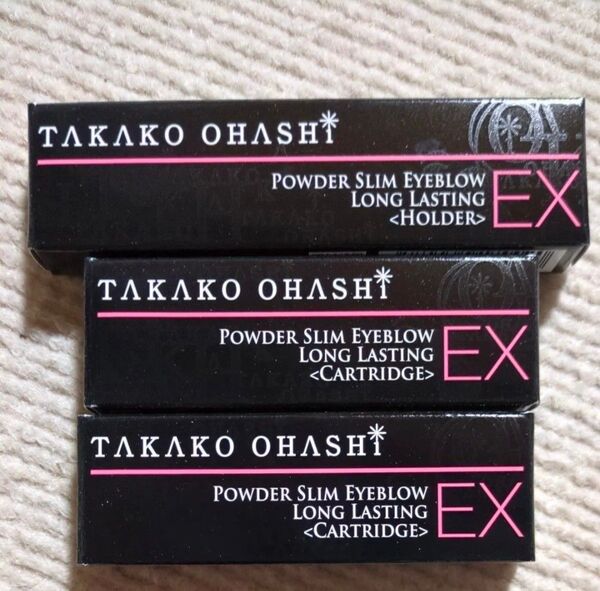 TAKAKO OHASHI
POWDER SLIM EYEBLOW
LONG LASTING
<HOLDER>
EX
TAKAKO OHASHI
POWDER SLIM EYEBLOW
LONG LASTING
<CARTRIDGE>
EX
TAKAKO OHASHI
POWDER SLIM EYEBLOW
LONG LASTING
<CARTRIDGE>
EX